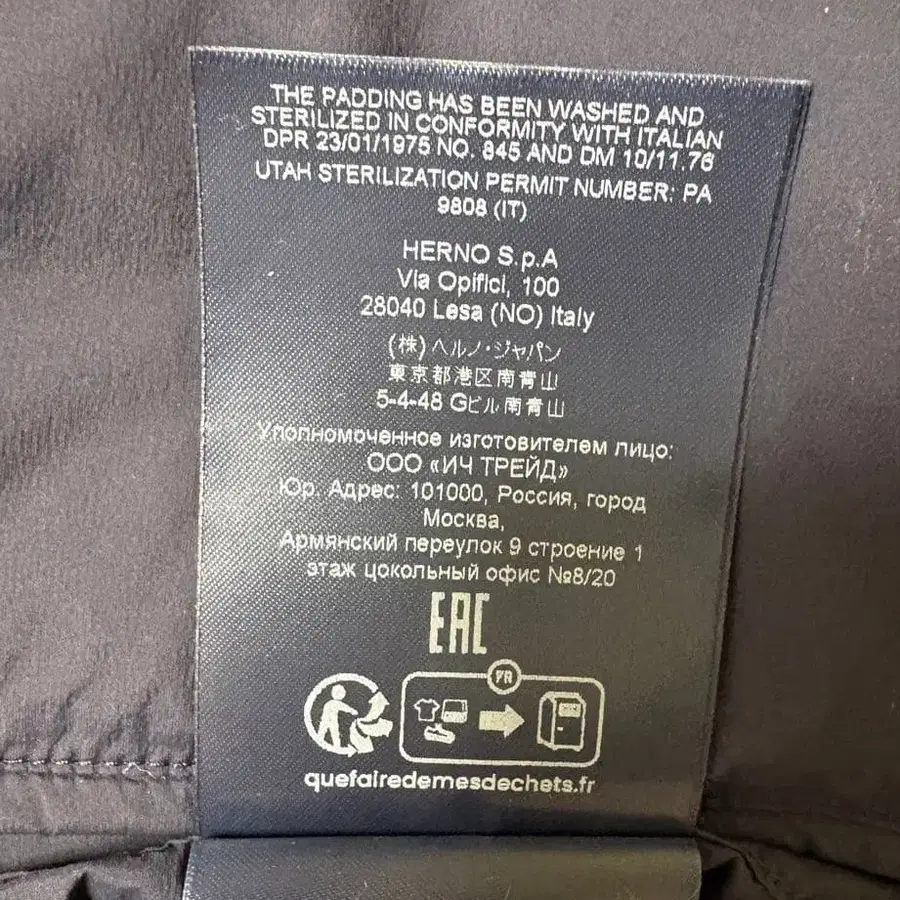 THE PADDING HAS BEEN WASHED AND
STERILIZED IN CONFORMITY WITH ITALIAN
DPR 23/01/1975 NO. 845 AND DM 10/11.76
UTAH STERILIZATION PERMIT NUMBER: PA
9808 (IT)
HERNO S.p.A
Via Opifici, 100
28040 Lesa (NO) Italy
(株)ヘルノ・ジャパン
東京都港区南青山
5-4-48 Gビル南青山
Уполномоченное изготовителем лицо:
ООО «ИЧ ТРЕЙД»
Юр. Адрес: 101000, Россия, город
Москва,
Армянский переулок 9 строение 1
этаж цокольный офис №8/20
EAC
FR
quefairedemesdechets.fr